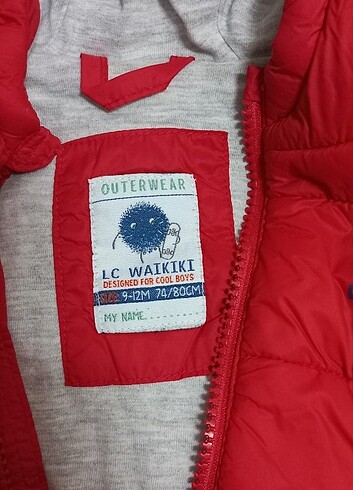 OUTERWEAR
LC WAIKIKI
DESIGNED FOR COOL BOYS
SIZE: 9-12M 74/80CM
MY NAME